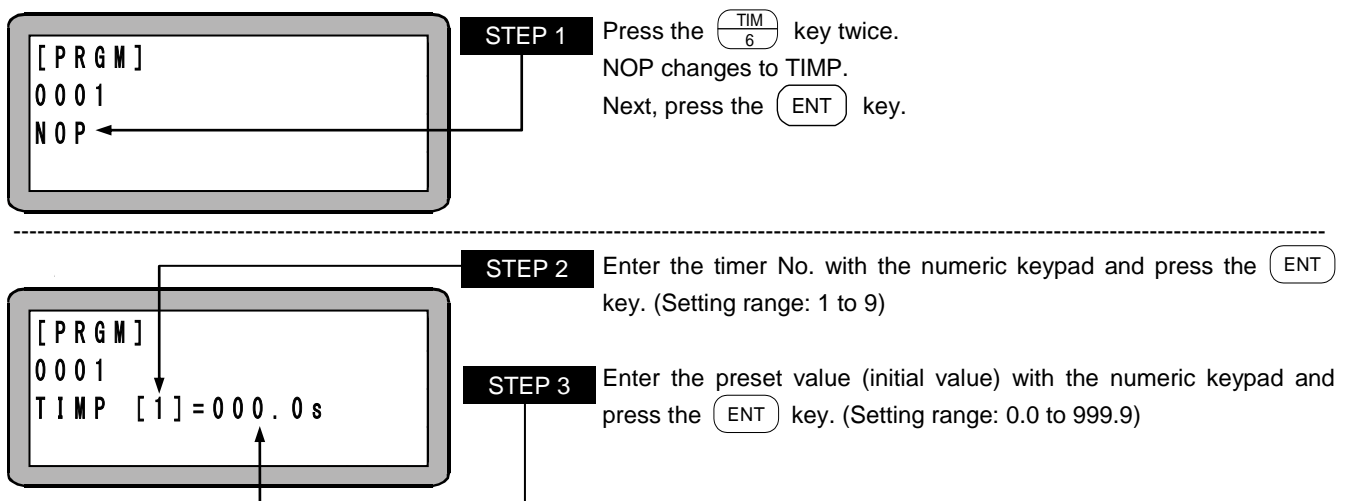 [PRGM]
0001
NOP
STEP 1
Press the TIM 6 key twice.
NOP changes to TIMP.
Next, press the ENT key.
[PRGM]
0001
TIMP [1]=000.0s
STEP 2
Enter the timer No. with the numeric keypad and press the ENT
key. (Setting range: 1 to 9)
STEP 3
Enter the preset value (initial value) with the numeric keypad and
press the ENT key. (Setting range: 0.0 to 999.9)